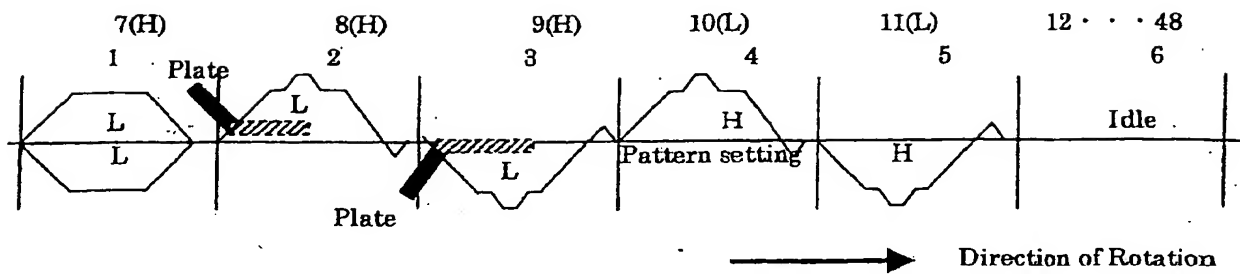 7(H) 8(H) 9(H) 10(L) 11(L) 12 · · · 48
1 2 3 4 5 6
Plate
L L H Idle
L L Pattern setting H
Plate
Direction of Rotation